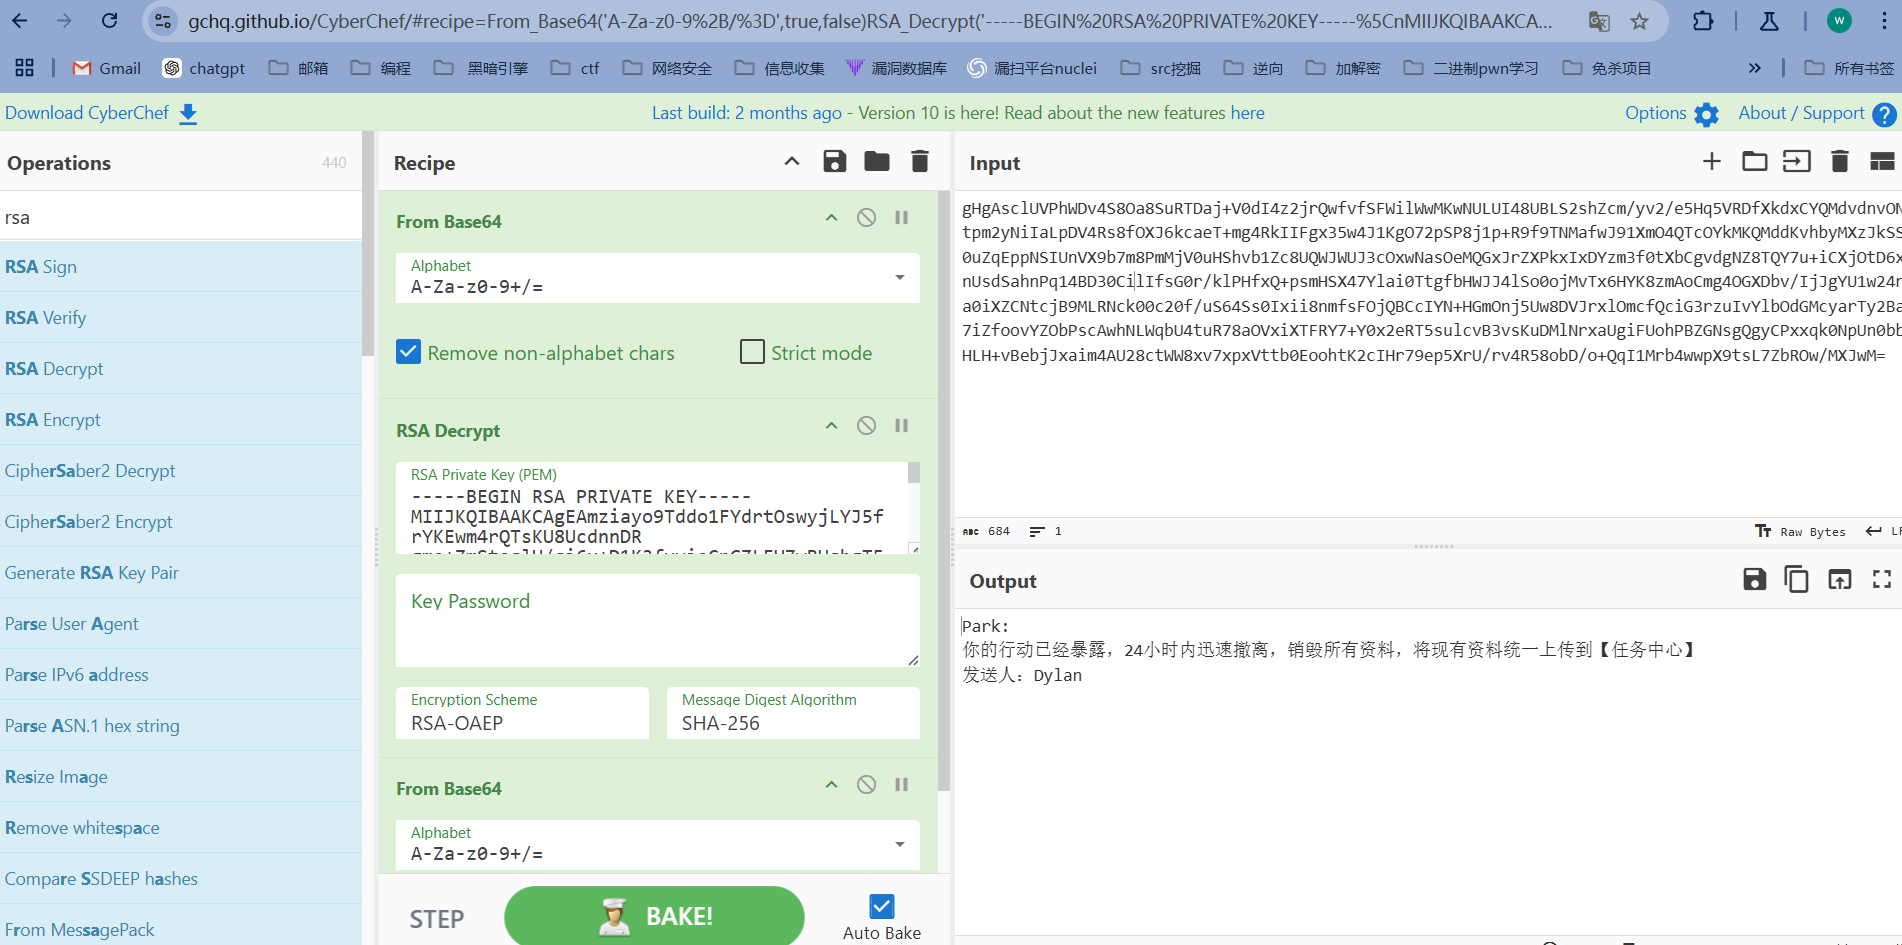 gchq.github.io/CyberChef/#recipe=From_Base64('A-Za-z0-9%2B/%3D',true,false)RSA_Decrypt('-----BEGIN%20RSA%20PRIVATE%20KEY-----%5CnMIIJKQIBAAKCA...
W
Gmail chatgpt 邮箱 编程 黑暗引擎 ctf 网络安全 信息收集 漏洞数据库 漏扫平台nuclei src挖掘 逆向 加解密 二进制pwn学习 免杀项目 » 所有书签
Download CyberChef
Last build: 2 months ago - Version 10 is here! Read about the new features here
Options
About / Support
Operations 440
rsa
RSA Sign
RSA Verify
RSA Decrypt
RSA Encrypt
CipherSaber2 Decrypt
CipherSaber2 Encrypt
Generate RSA Key Pair
Parse User Agent
Parse IPv6 address
Parse ASN.1 hex string
Resize Image
Remove whitespace
Compare SSDEEP hashes
From MessagePack
Recipe
From Base64
Alphabet
A-Za-z0-9+/=
Remove non-alphabet chars
Strict mode
RSA Decrypt
RSA Private Key (PEM)
-----BEGIN RSA PRIVATE KEY-----
MIIJKQIBAAKCAgEAmziayo9Tddo1FYdrtOswyjLYJ5f
rYKEwm4rQTsKU8UcdnnDR
Key Password
Encryption Scheme
RSA-OAEP
Message Digest Algorithm
SHA-256
From Base64
Alphabet
A-Za-z0-9+/=
STEP
BAKE!
Auto Bake
Input
gHgAsclUVPhWDv4S8Oa8SuRTDaj+V0dI4z2jrQwfvfSFWilWwMKwNULUI48UBLS2shZcm/yv2/e5Hq5VRDfXkdxCYQMdvdnvON
tpm2yNiIaLpDV4Rs8fOXJ6kcaeT+mg4RkIIFgx35w4J1KgO72pSP8j1p+R9f9TNMafwJ91XmO4QTcOYkMKQMddKvhbyMXzJkSS
0uZqEppNSIUnVX9b7m8PmMjV0uHShvb1Zc8UQWJWUJ3cOxwNasOeMQGxJrZXPkxIxDYzm3f0tXbCgvdgNZ8TQY7u+iCXjOtD6x
nUsdSahnPq14BD30CilIfsG0r/klPHfxQ+psmHSX47Ylai0TtgfbHWJJ4lSo0ojMvTx6HYK8zmAoCmg4OGXDbv/IjJgYU1w24r
a0iXZCNtcjB9MLRNck00c20f/uS64Ss0Ixii8nmfsFOjQBCcIYN+HGmOnj5Uw8DVJrxlOmcfQciG3rzuIvYlbOdGMcyarTy2Ba
7iZfoovYZObPscAwhNLWqbU4tuR78aOVxiXTFRY7+Y0x2eRT5sulcvB3vsKuDMlNrxaUgiFUohPBZGNsgQgyCPxxqk0NpUn0bb
HLH+vBebjJxaim4AU28ctWW8xv7xpxVttb0EoohtK2cIHr79ep5XrU/rv4R58obD/o+QqI1Mrb4wwpX9tsL7ZbROw/MXJwM=
ABC 684 1
Raw Bytes
Output
Park:
你的行动已经暴露，24小时内迅速撤离，销毁所有资料，将现有资料统一上传到【任务中心】
发送人：Dylan